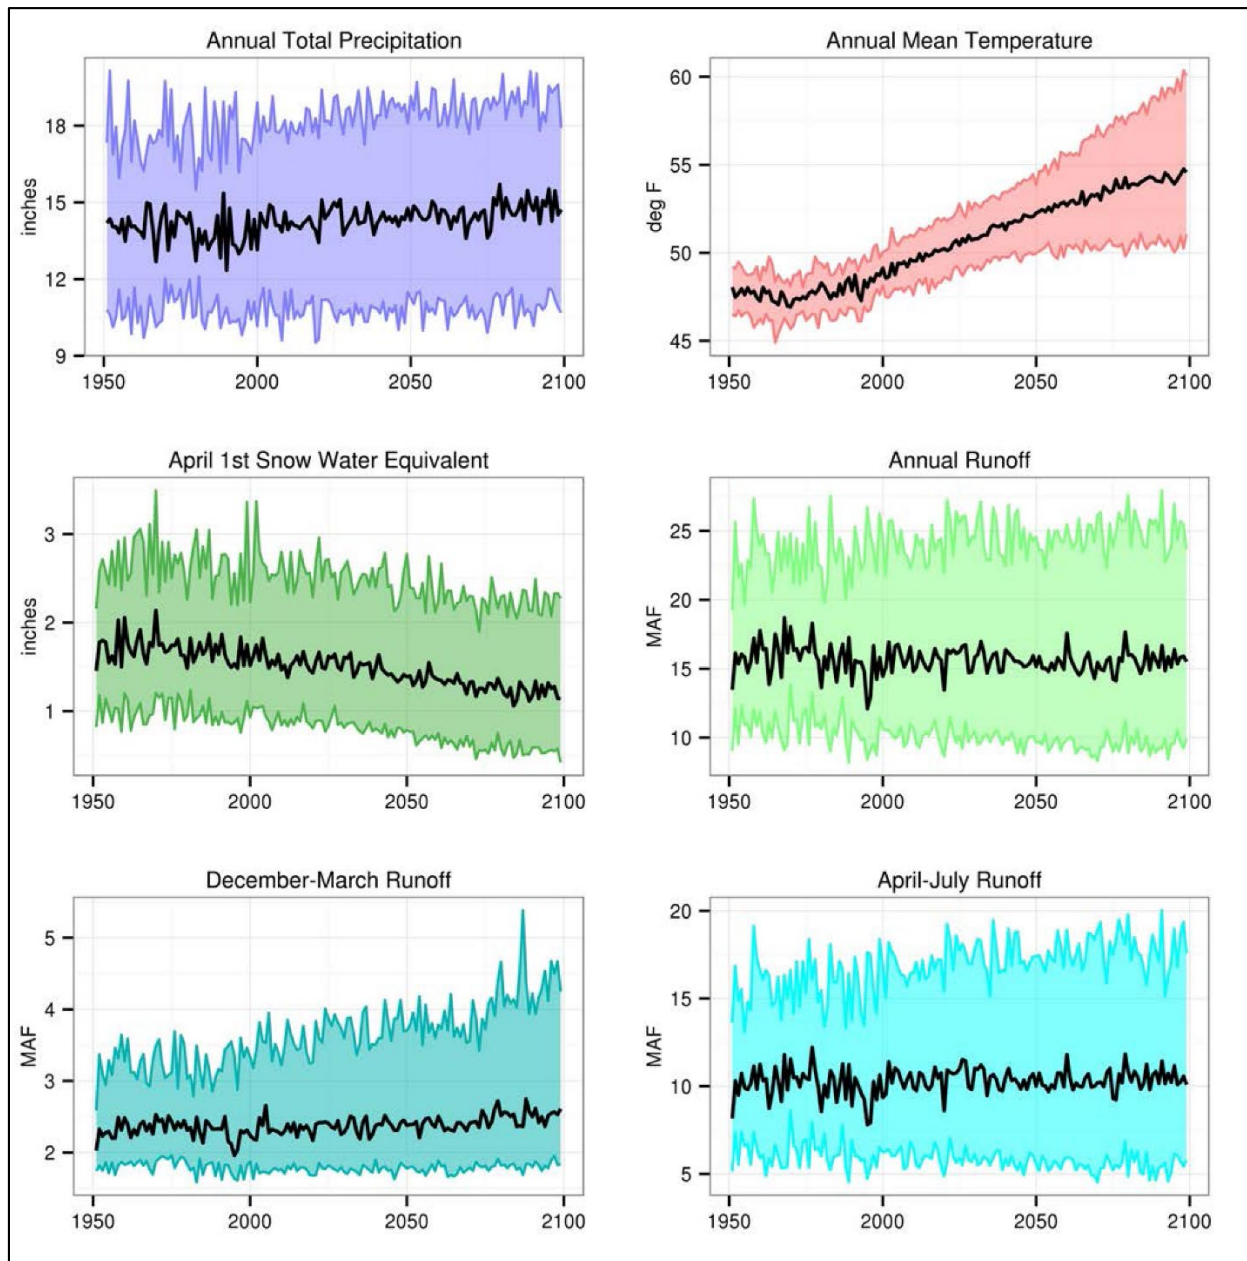 Annual Total Precipitation
inches
18
15
12
9
1950 2000 2050 2100
Annual Mean Temperature
deg F
60
55
50
45
1950 2000 2050 2100
April 1st Snow Water Equivalent
inches
3
2
1
1950 2000 2050 2100
Annual Runoff
MAF
25
20
15
10
1950 2000 2050 2100
December-March Runoff
MAF
5
4
3
2
1950 2000 2050 2100
April-July Runoff
MAF
20
15
10
5
1950 2000 2050 2100